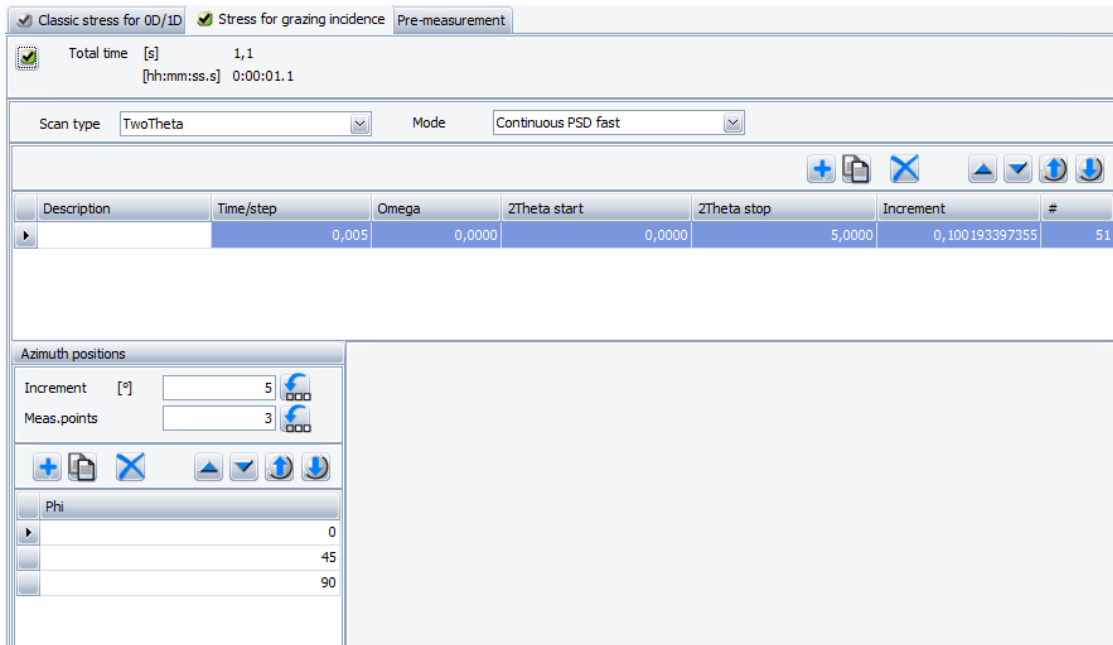 Classic stress for 0D/1D Stress for grazing incidence Pre-measurement
Total time [s] 1,1
[hh:mm:ss.s] 0:00:01.1
Scan type TwoTheta Mode Continuous PSD fast
Description Time/step Omega 2Theta start 2Theta stop Increment #
0,005 0,0000 0,0000 5,0000 0,100193397355 51
Azimuth positions
Increment [°] 5
Meas.points 3
Phi
0
45
90